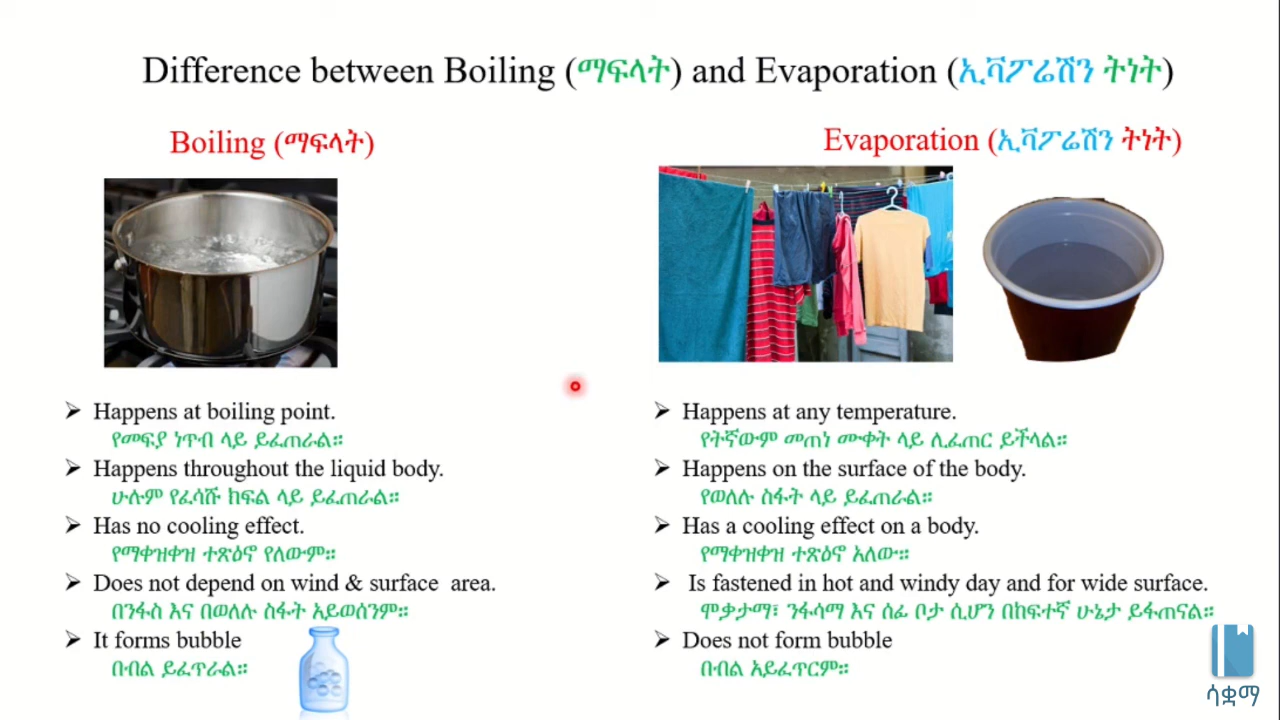 Difference between Boiling (ማፍላት) and Evaporation (ኢቫፖሬሽን ትነት)
Boiling (ማፍላት)
➢ Happens at boiling point.
የመፍያ ነጥብ ላይ ይፈጠራል።
➢ Happens throughout the liquid body.
ሁሉም የፈሳሹ ክፍል ላይ ይፈጠራል።
➢ Has no cooling effect.
የማቀዝቀዝ ተጽዕኖ የለውም።
➢ Does not depend on wind & surface area.
በንፋስ እና በወለሉ ስፋት አይወሰንም።
➢ It forms bubble
በብል ይፈጥራል።
Evaporation (ኢቫፖሬሽን ትነት)
➢ Happens at any temperature.
የትኛውም መጠነ ሙቀት ላይ ሊፈጠር ይችላል።
➢ Happens on the surface of the body.
የወለሉ ስፋት ላይ ይፈጠራል።
➢ Has a cooling effect on a body.
የማቀዝቀዝ ተጽዕኖ አለው።
➢ Is fastened in hot and windy day and for wide surface.
ሞቃታማ፣ ንፋሳማ እና ሰፊ ቦታ ሲሆን በከፍተኛ ሁኔታ ይፋጠናል።
➢ Does not form bubble
በብል አይፈጥርም።
ሳቋማ